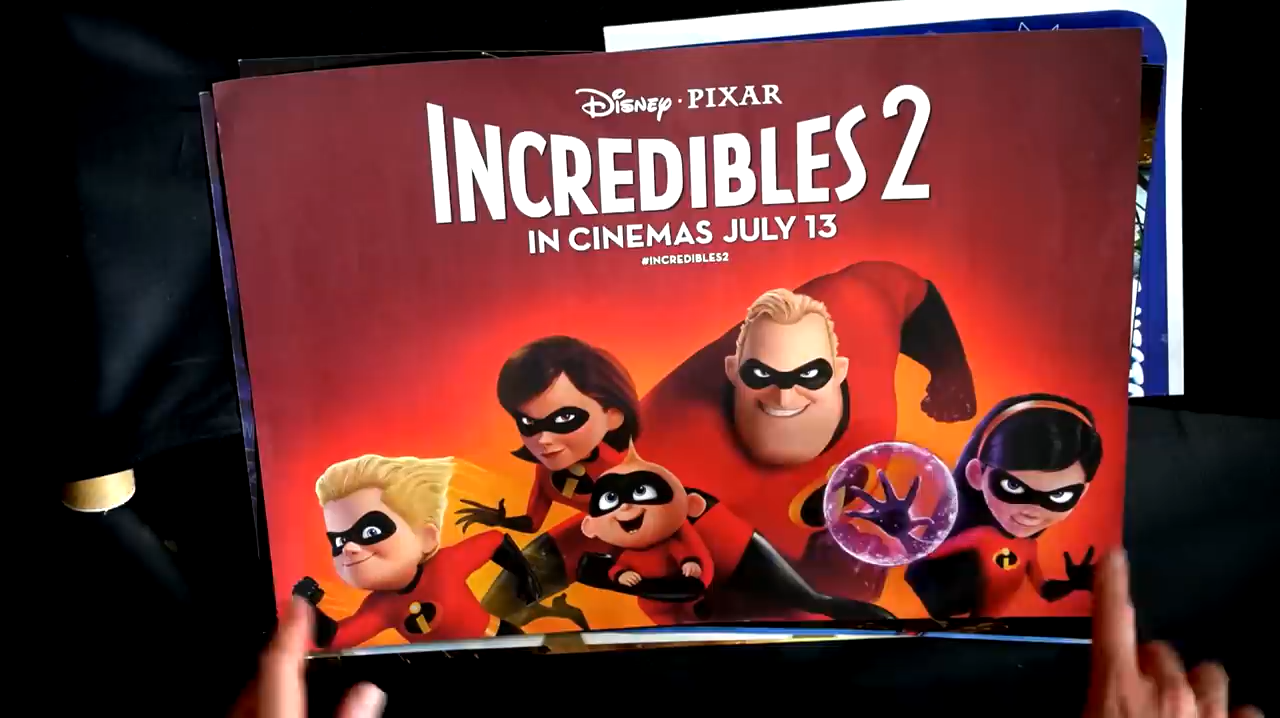 DISNEY · PIXAR
INCREDIBLES 2
IN CINEMAS JULY 13
#INCREDIBLES2